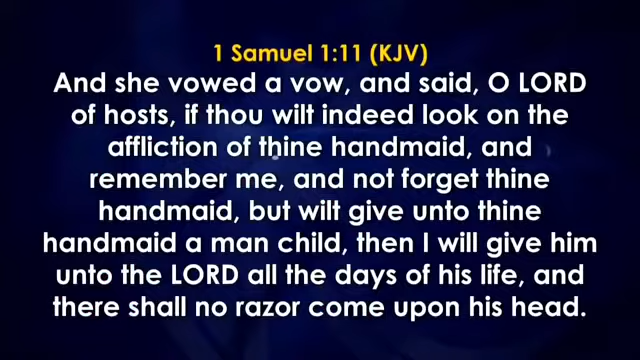 1 Samuel 1:11 (KJV)
And she vowed a vow, and said, O LORD
of hosts, if thou wilt indeed look on the
affliction of thine handmaid, and
remember me, and not forget thine
handmaid, but wilt give unto thine
handmaid a man child, then I will give him
unto the LORD all the days of his life, and
there shall no razor come upon his head.